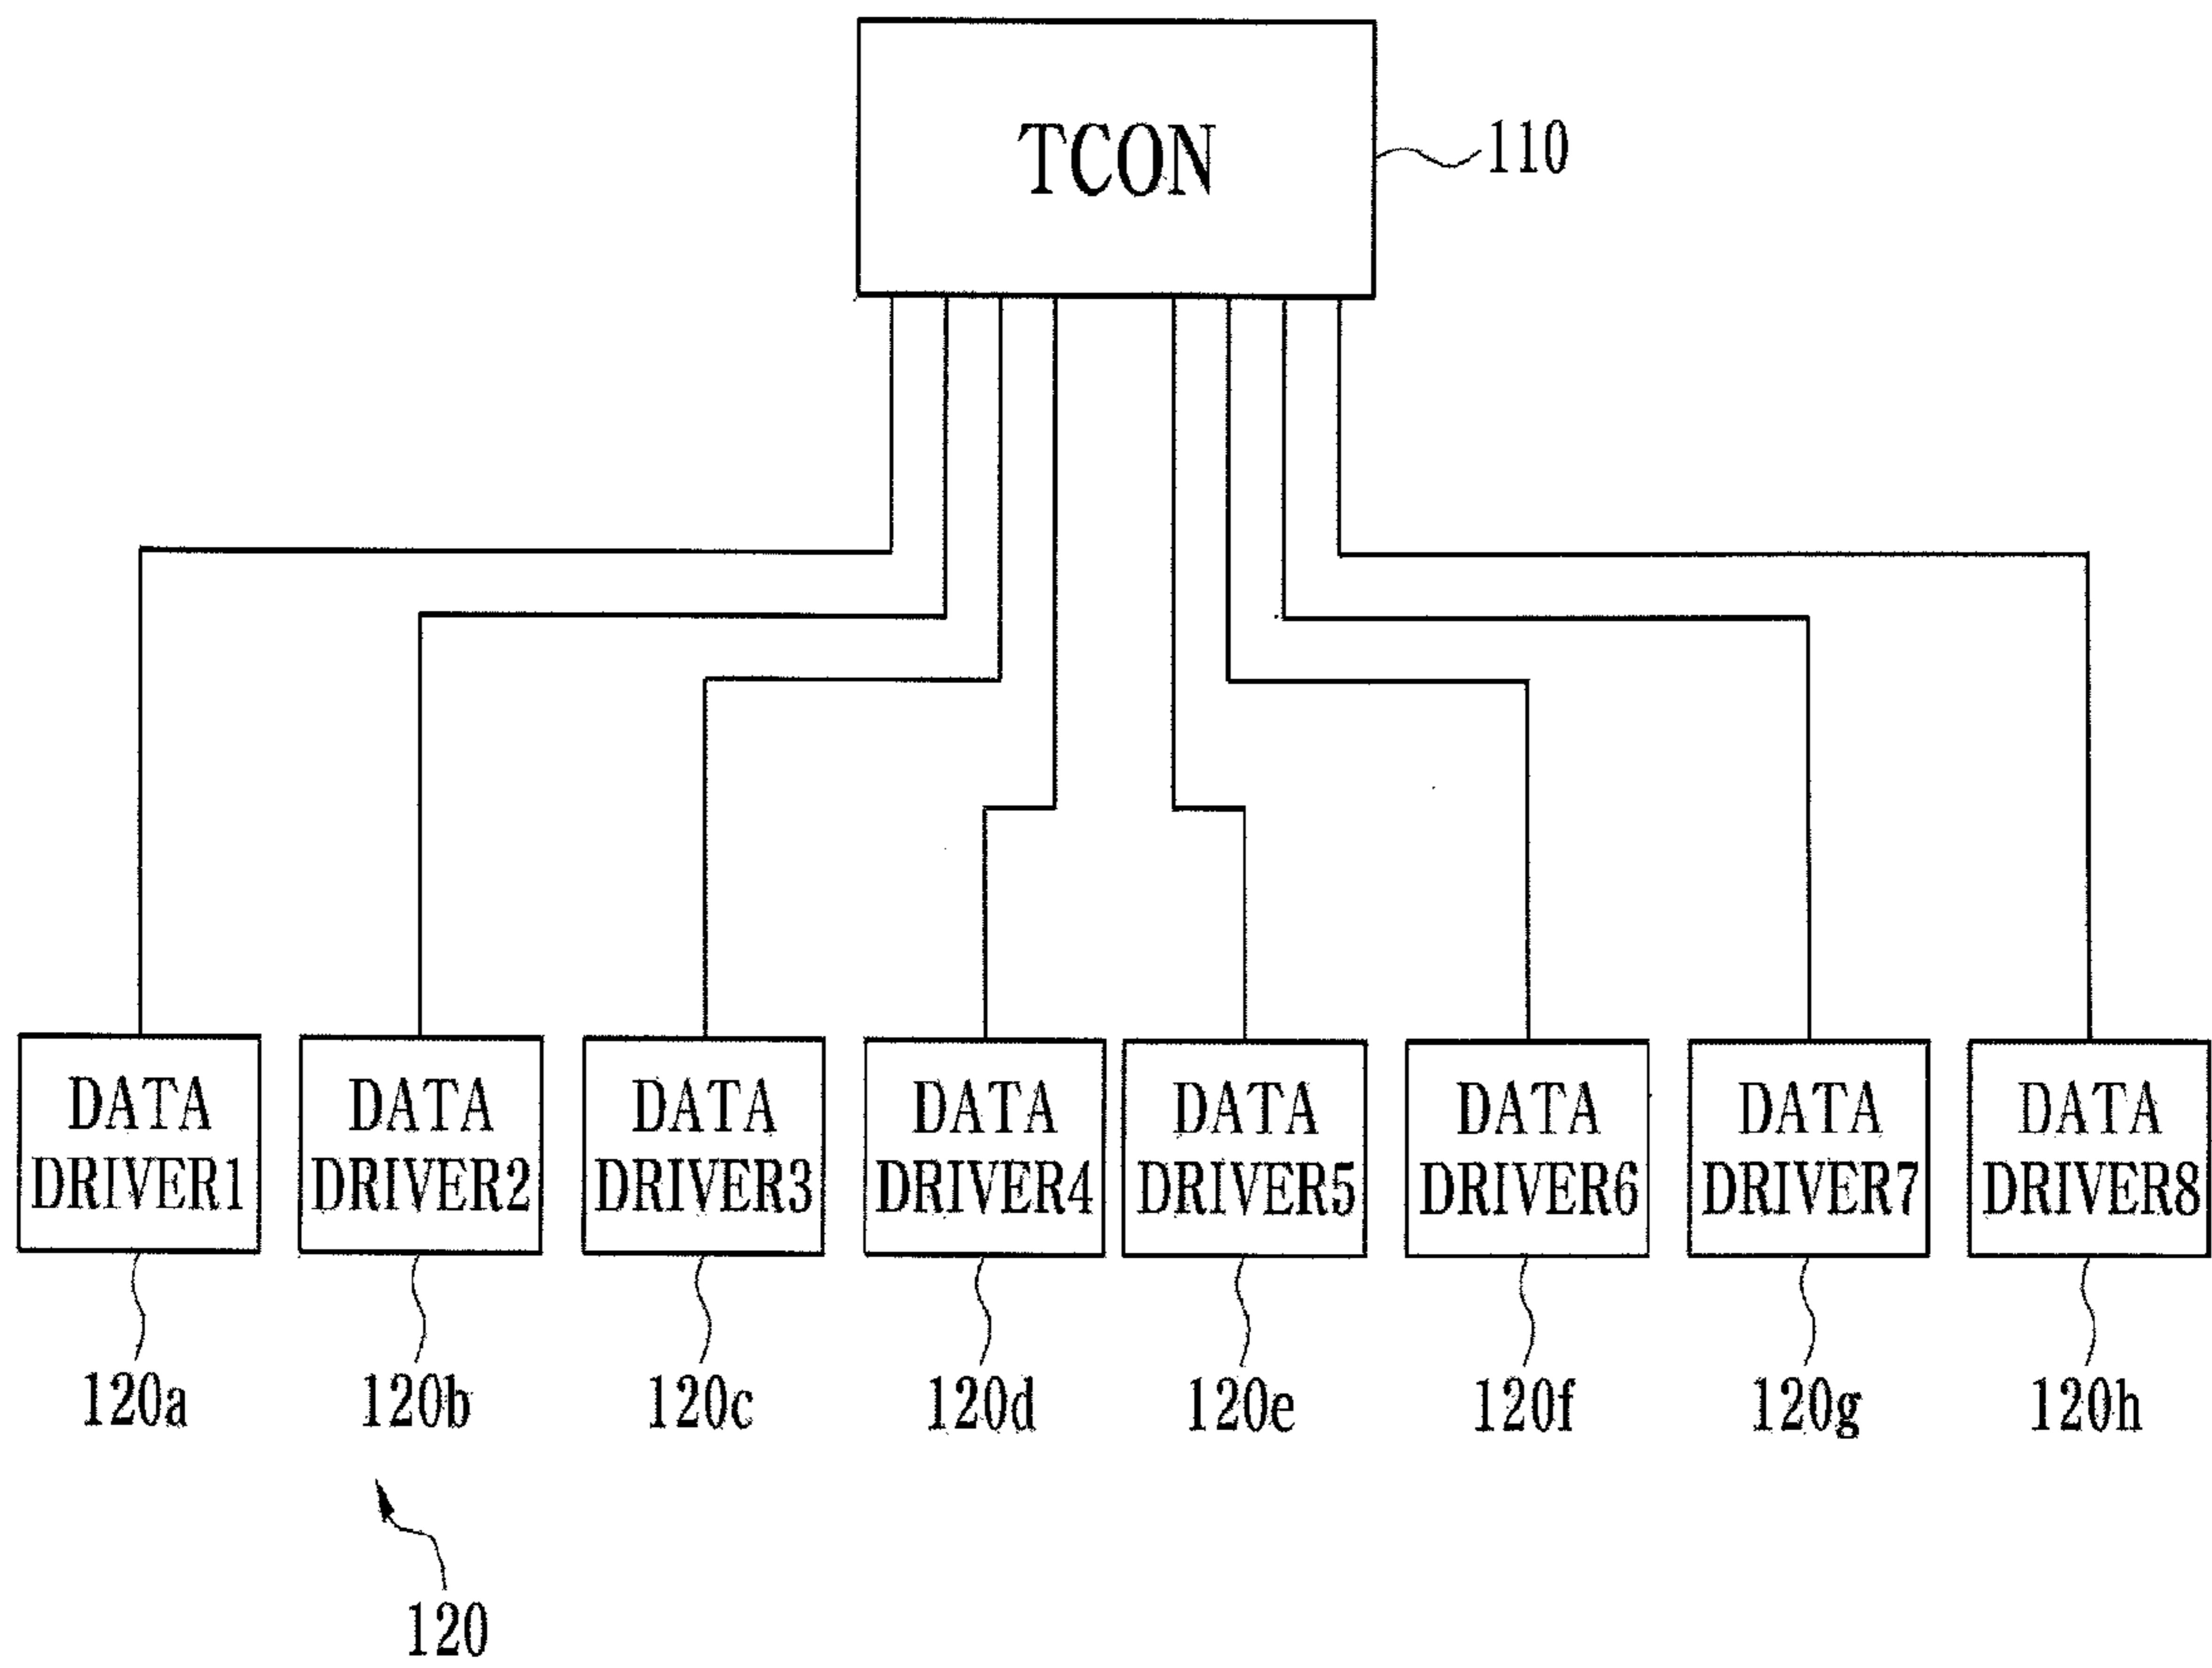 TCON
110
DATA
DRIVER1
DATA
DRIVER2
DATA
DRIVER3
DATA
DRIVER4
DATA
DRIVER5
DATA
DRIVER6
DATA
DRIVER7
DATA
DRIVER8
120a
120b
120c
120d
120e
120f
120g
120h
120